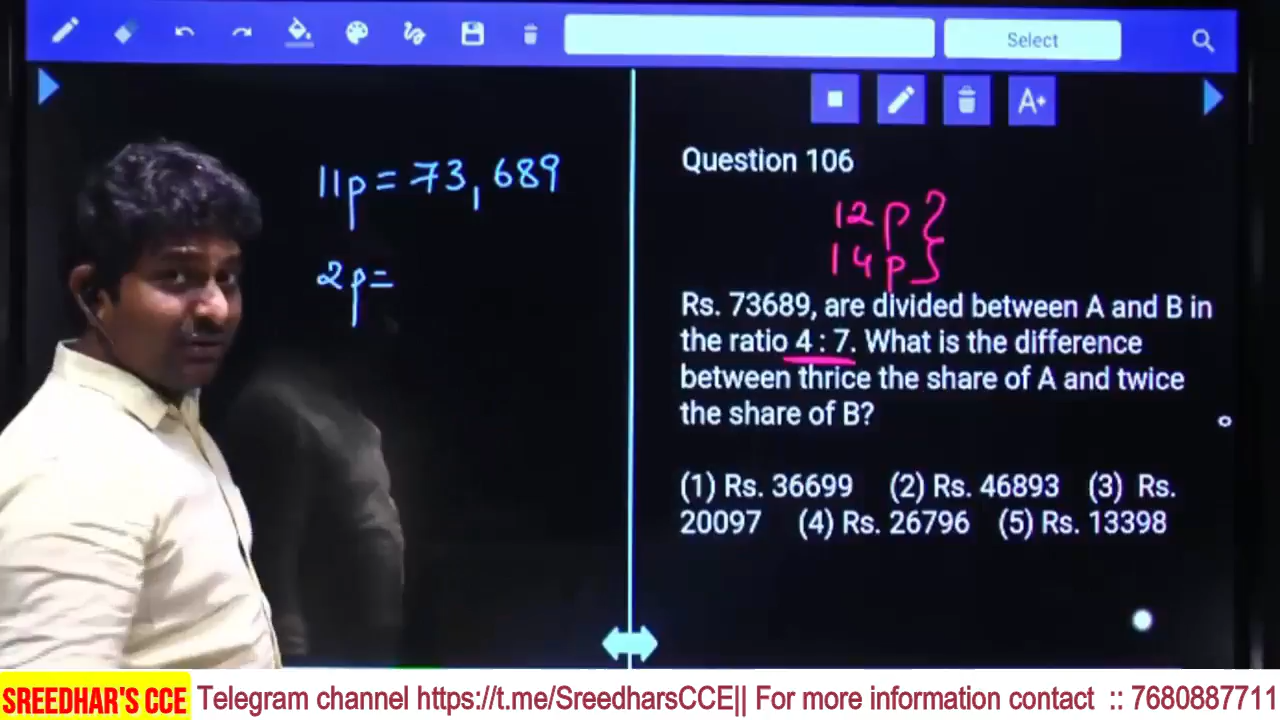 Select
A+
11p = 73,689
2p =
Question 106
12p }
14p }
Rs. 73689, are divided between A and B in
the ratio 4 : 7. What is the difference
between thrice the share of A and twice
the share of B?
(1) Rs. 36699 (2) Rs. 46893 (3) Rs.
20097 (4) Rs. 26796 (5) Rs. 13398
SREEDHAR'S CCE Telegram channel https://t.me/SreedharsCCE|| For more information contact :: 7680887711